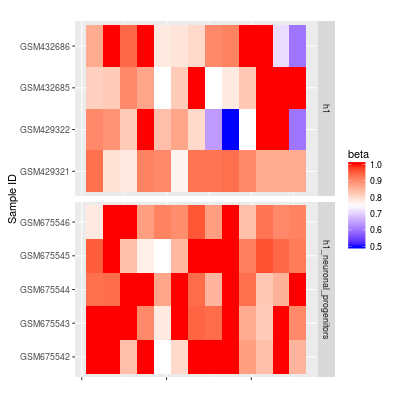 Sample ID
GSM432686
GSM432685
GSM429322
GSM429321
h1
GSM675546
GSM675545
GSM675544
GSM675543
GSM675542
h1_neuronal_progenitors
beta
1.0
0.9
0.8
0.7
0.6
0.5